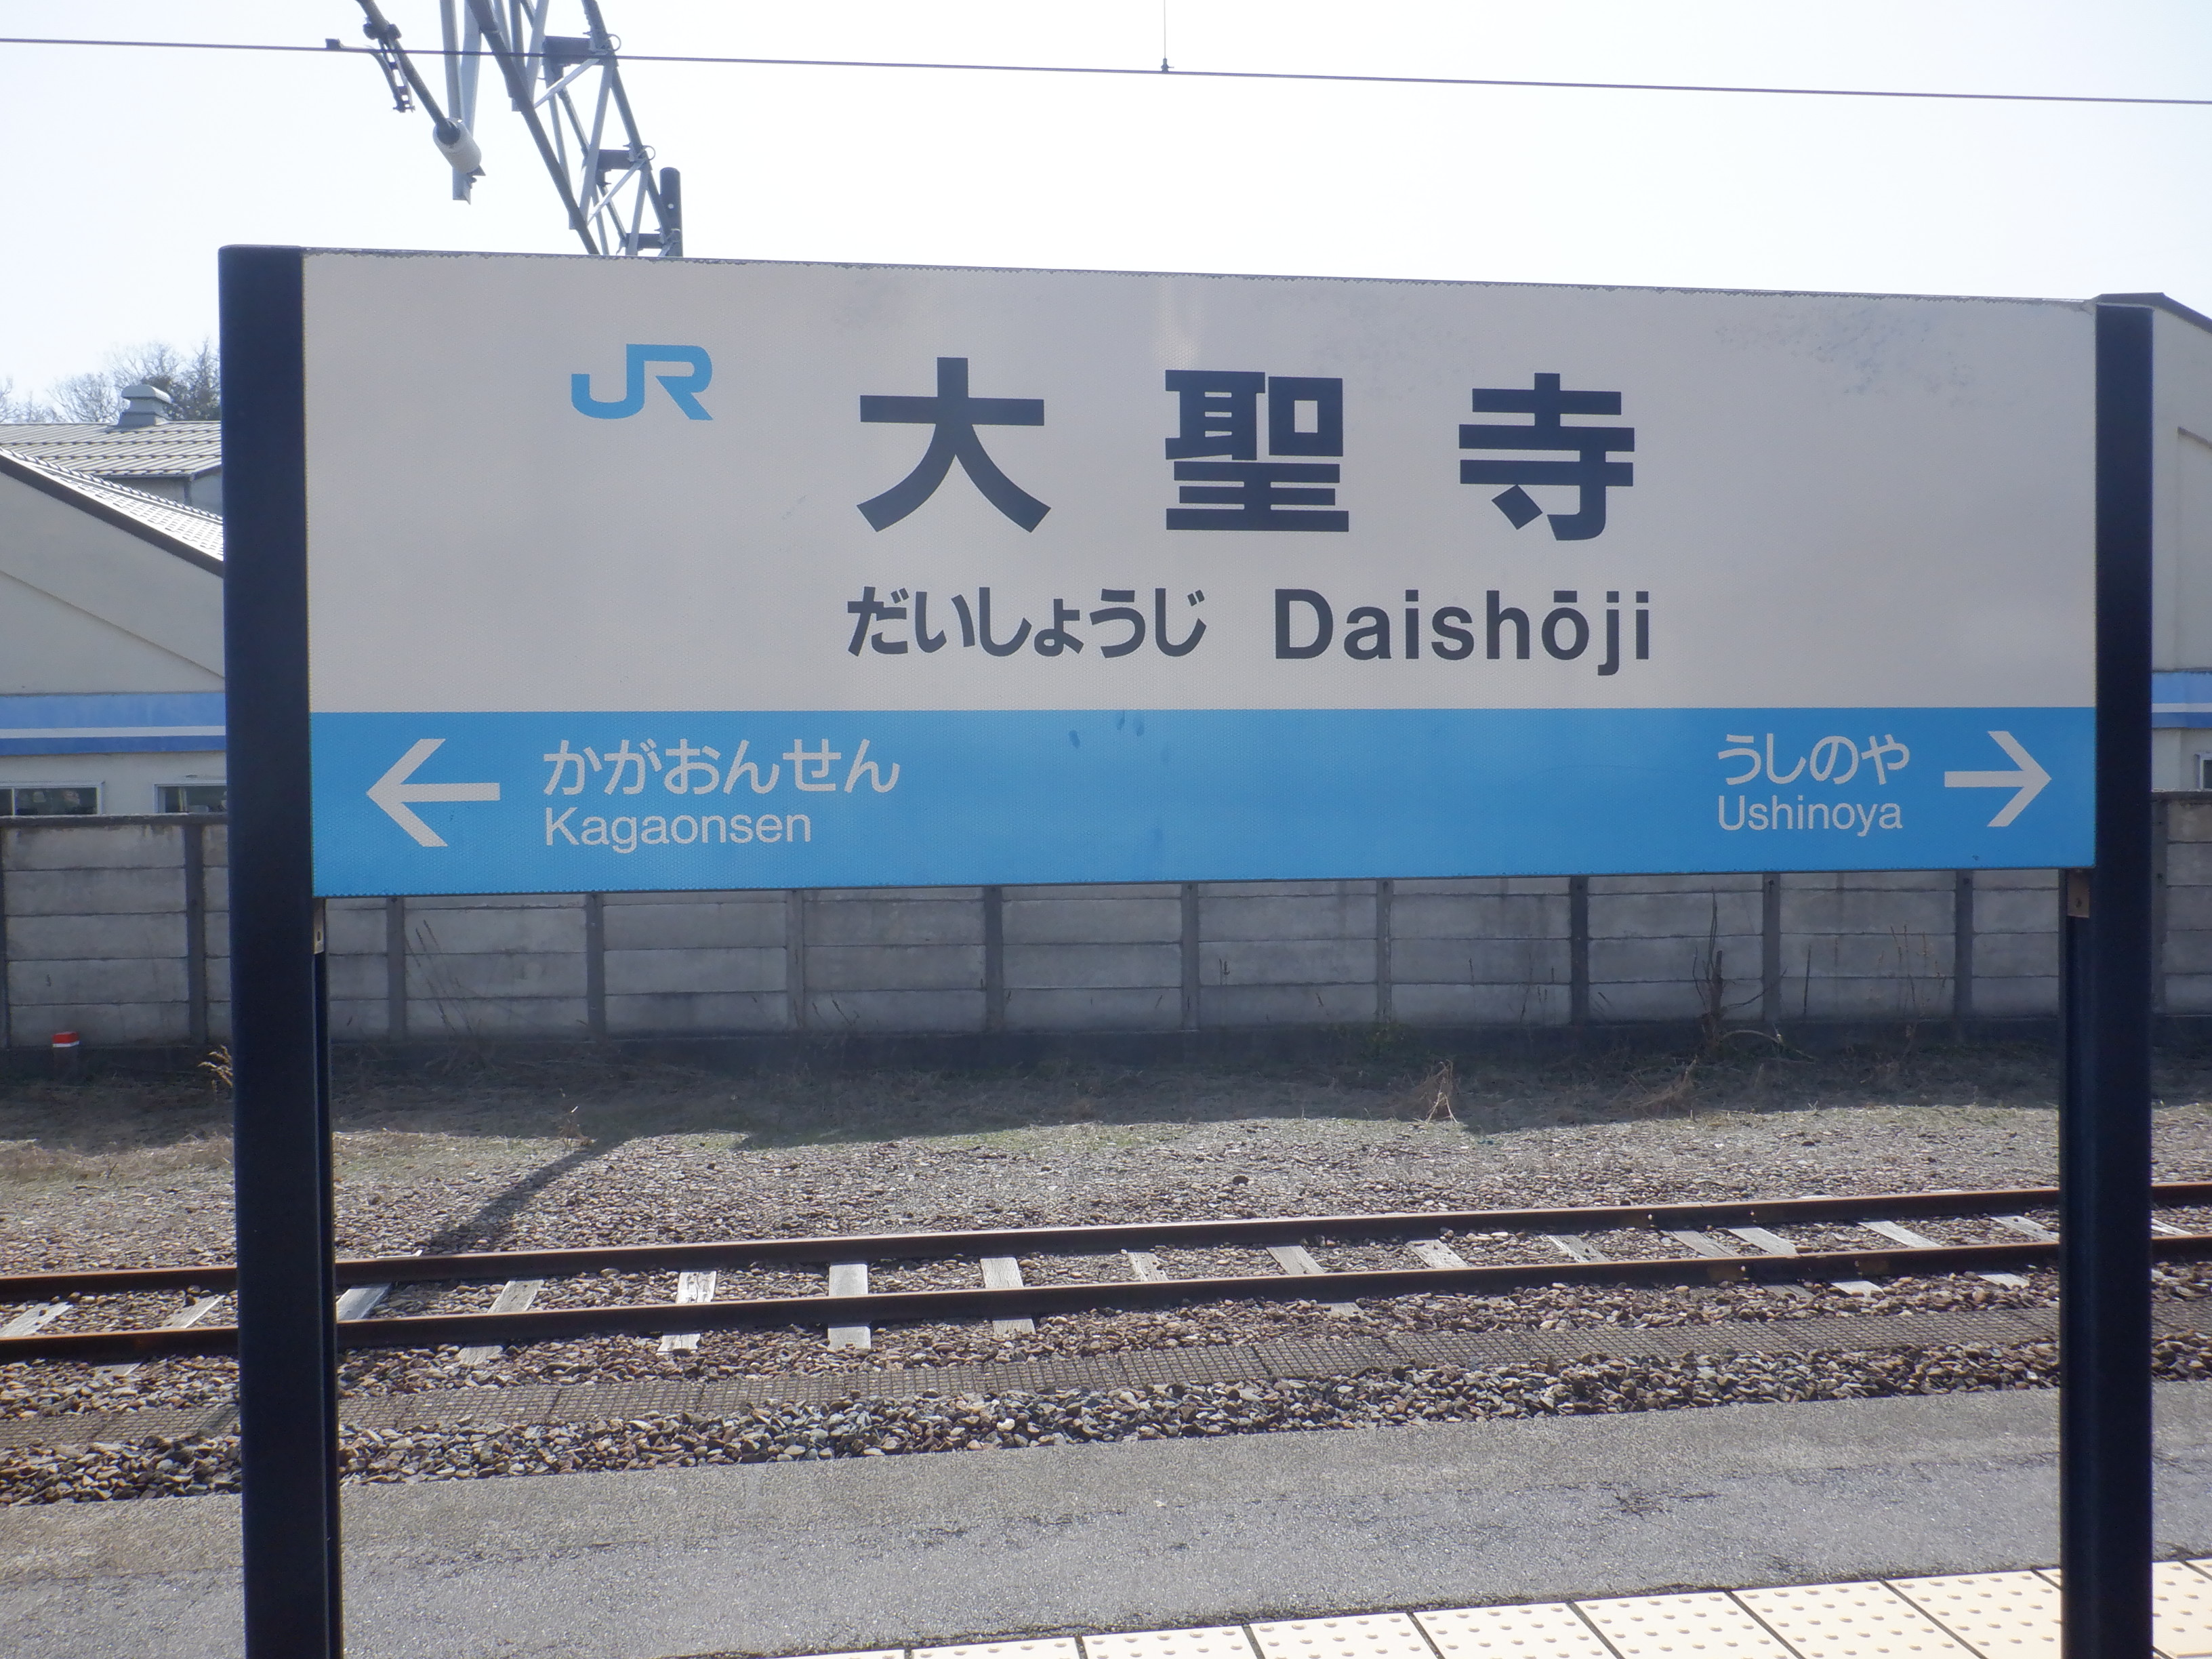 JR 大聖寺
だいしょうじ Daishōji
← かがおんせん
Kagaonsen
うしのや →
Ushinoya